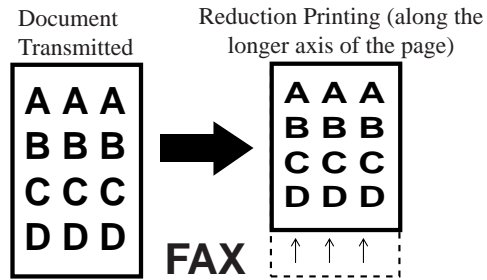 Document
Transmitted
Reduction Printing (along the
longer axis of the page)
A A A
B B B
C C C
D D D
A A A
B B B
C C C
D D D
FAX